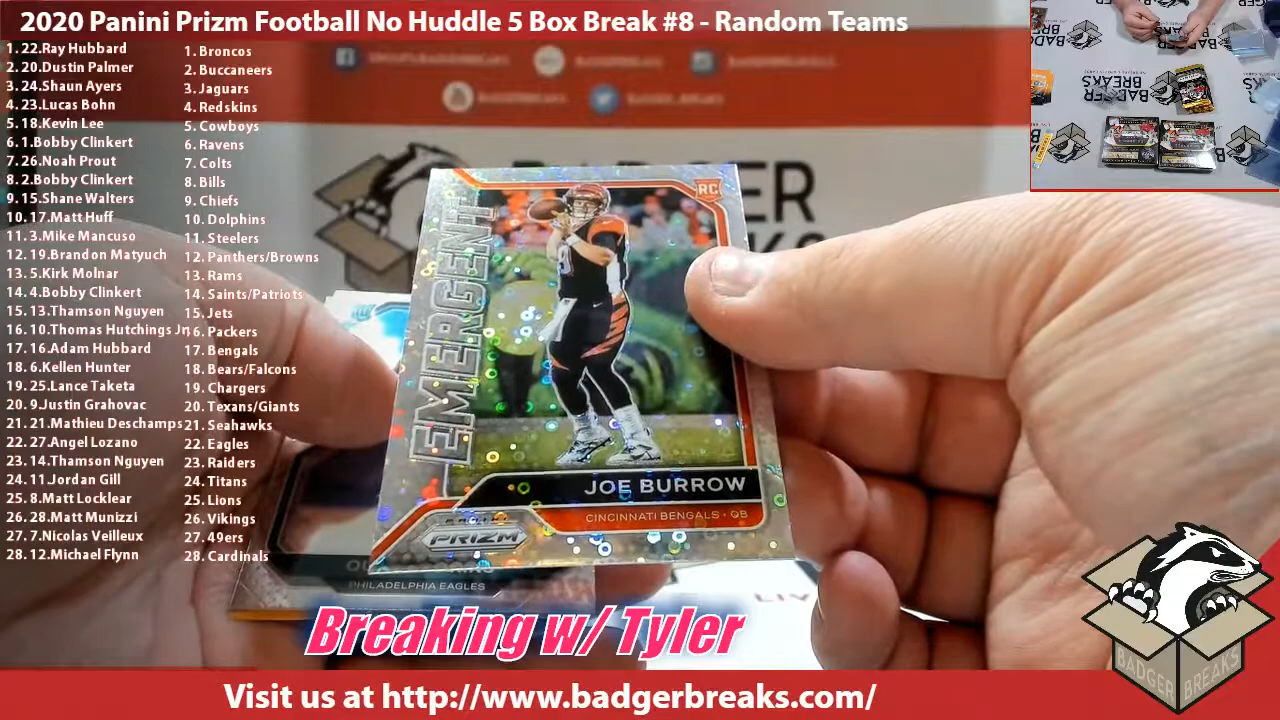 2020 Panini Prizm Football No Huddle 5 Box Break #8 - Random Teams
1. 22.Ray Hubbard
2. 20.Dustin Palmer
3. 24.Shaun Ayers
4. 23.Lucas Bohn
5. 18.Kevin Lee
6. 1.Bobby Clinkert
7. 26.Noah Prout
8. 2.Bobby Clinkert
9. 15.Shane Walters
10. 17.Matt Huff
11. 3.Mike Mancuso
12. 19.Brandon Matyuch
13. 5.Kirk Molnar
14. 4.Bobby Clinkert
15. 13.Thamson Nguyen
16. 10.Thomas Hutchings Jr
17. 16.Adam Hubbard
18. 6.Kellen Hunter
19. 25.Lance Taketa
20. 9.Justin Grahovac
21. 21.Mathieu Deschamps
22. 27.Angel Lozano
23. 14.Thamson Nguyen
24. 11.Jordan Gill
25. 8.Matt Locklear
26. 28.Matt Munizzi
27. 7.Nicolas Veilleux
28. 12.Michael Flynn
1. Broncos
2. Buccaneers
3. Jaguars
4. Redskins
5. Cowboys
6. Ravens
7. Colts
8. Bills
9. Chiefs
10. Dolphins
11. Steelers
12. Panthers/Browns
13. Rams
14. Saints/Patriots
15. Jets
16. Packers
17. Bengals
18. Bears/Falcons
19. Chargers
20. Texans/Giants
21. Seahawks
22. Eagles
23. Raiders
24. Titans
25. Lions
26. Vikings
27. 49ers
28. Cardinals
BADGER
BREAKS
RC
EMERGENT
JOE BURROW
CINCINNATI BENGALS • QB
PRIZM
PHILADELPHIA EAGLES
LIV
Breaking w/ Tyler
BADGER BREAKS
Visit us at http://www.badgerbreaks.com/